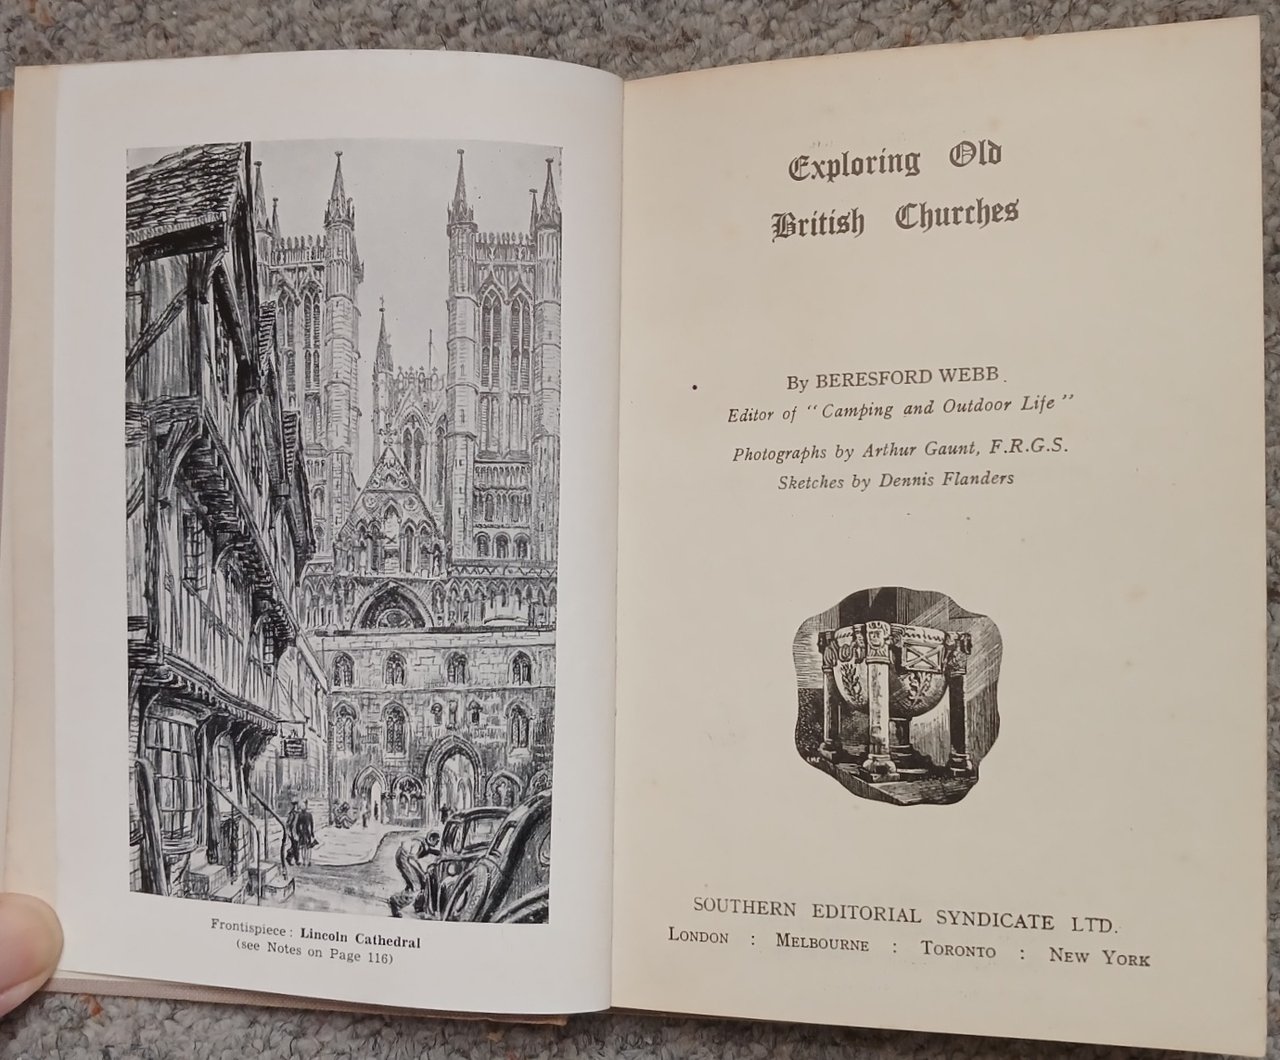 Frontispiece: Lincoln Cathedral
(see Notes on Page 116)
Exploring Old
British Churches
By BERESFORD WEBB
Editor of "Camping and Outdoor Life"
Photographs by Arthur Gaunt, F.R.G.S.
Sketches by Dennis Flanders
SOUTHERN EDITORIAL SYNDICATE LTD.
LONDON : MELBOURNE : TORONTO : NEW YORK